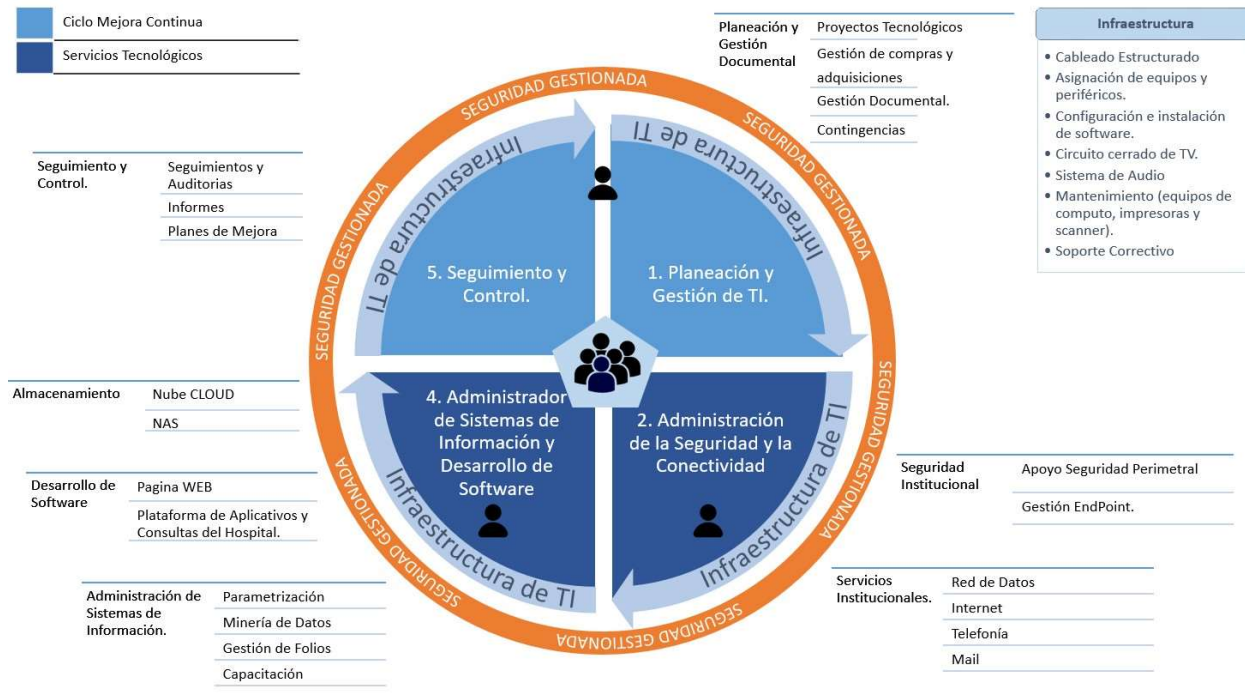 Ciclo Mejora Continua
Servicios Tecnológicos
Planeación y
Gestión
Documental
Proyectos Tecnológicos
Gestión de compras y
adquisiciones
Gestión Documental.
Contingencias
Infraestructura
• Cableado Estructurado
• Asignación de equipos y
periféricos.
• Configuración e instalación
de software.
• Circuito cerrado de TV.
• Sistema de Audio
• Mantenimiento (equipos de
computo, impresoras y
scanner).
• Soporte Correctivo
Seguimiento y
Control.
Seguimientos y
Auditorias
Informes
Planes de Mejora
SEGURIDAD GESTIONADA
SEGURIDAD GESTIONADA
SEGURIDAD GESTIONADA
SEGURIDAD GESTIONADA
SEGURIDAD GESTIONADA
SEGURIDAD GESTIONADA
Infraestructura de TI
Infraestructura de TI
Infraestructura de TI
Infraestructura de TI
5. Seguimiento y
Control.
1. Planeación y
Gestión de TI.
4. Administrador
de Sistemas de
Información y
Desarrollo de
Software
2. Administración
de la Seguridad y la
Conectividad
Almacenamiento
Nube CLOUD
NAS
Desarrollo de
Software
Pagina WEB
Plataforma de Aplicativos y
Consultas del Hospital.
Administración de
Sistemas de
Información.
Parametrización
Minería de Datos
Gestión de Folios
Capacitación
Seguridad
Institucional
Apoyo Seguridad Perimetral
Gestión EndPoint.
Servicios
Institucionales.
Red de Datos
Internet
Telefonía
Mail